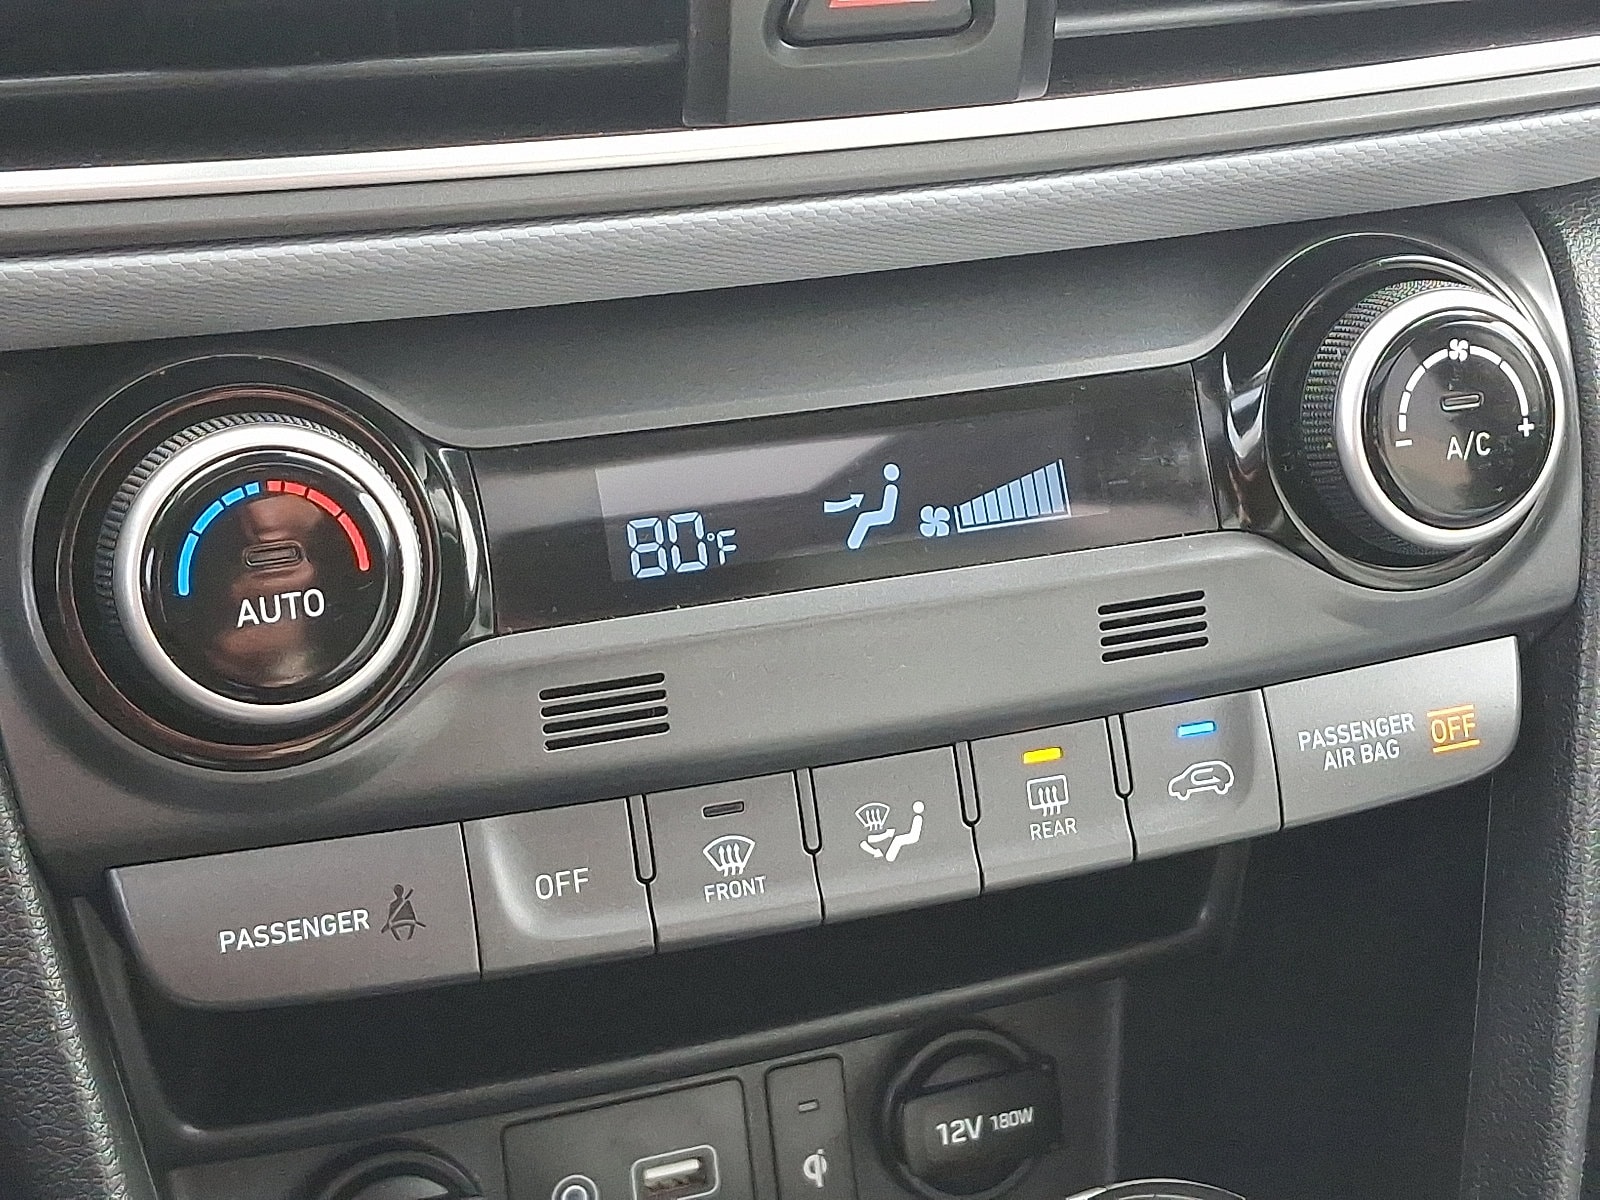 AUTO
80°F
- +
A/C
PASSENGER
OFF
FRONT
REAR
PASSENGER
AIR BAG
OFF
12V 180W